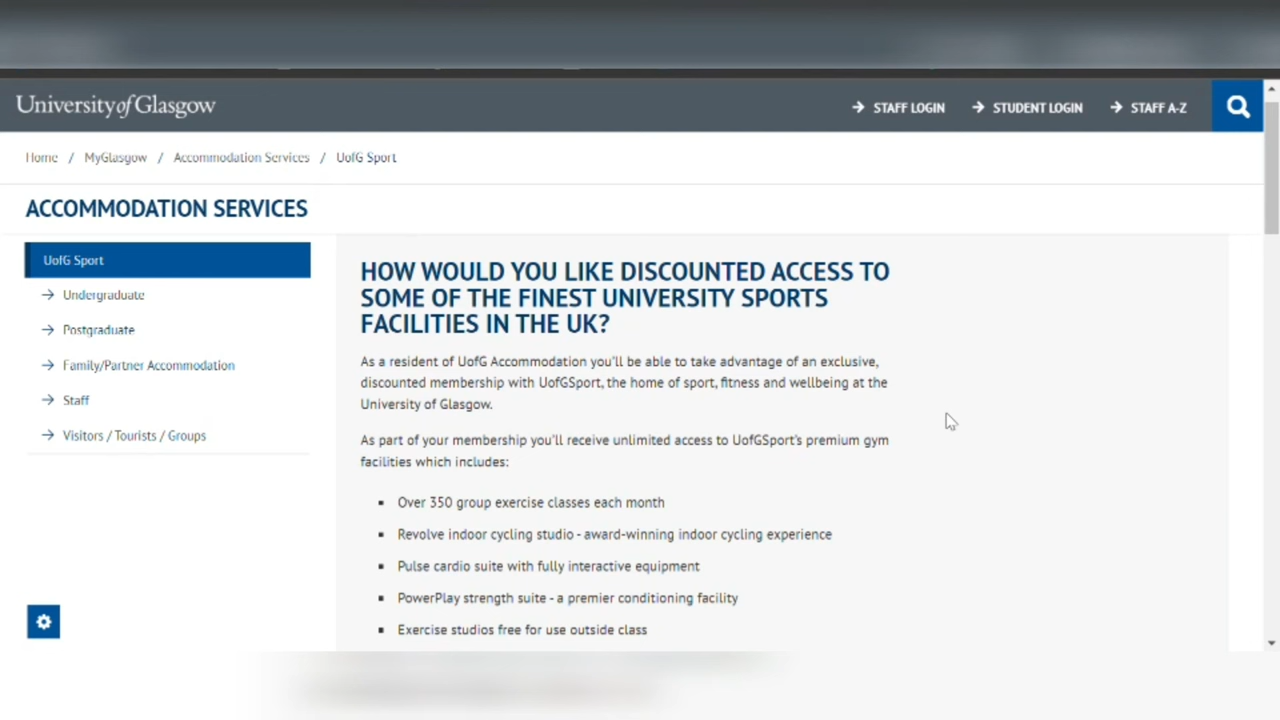 University of Glasgow
STAFF LOGIN
STUDENT LOGIN
STAFF A-Z
Home / MyGlasgow / Accommodation Services / UofG Sport
ACCOMMODATION SERVICES
UofG Sport
Undergraduate
Postgraduate
Family/Partner Accommodation
Staff
Visitors / Tourists / Groups
HOW WOULD YOU LIKE DISCOUNTED ACCESS TO
SOME OF THE FINEST UNIVERSITY SPORTS
FACILITIES IN THE UK?
As a resident of UofG Accommodation you'll be able to take advantage of an exclusive,
discounted membership with UofGSport, the home of sport, fitness and wellbeing at the
University of Glasgow.
As part of your membership you'll receive unlimited access to UofGSport's premium gym
facilities which includes:
Over 350 group exercise classes each month
Revolve indoor cycling studio - award-winning indoor cycling experience
Pulse cardio suite with fully interactive equipment
PowerPlay strength suite - a premier conditioning facility
Exercise studios free for use outside class